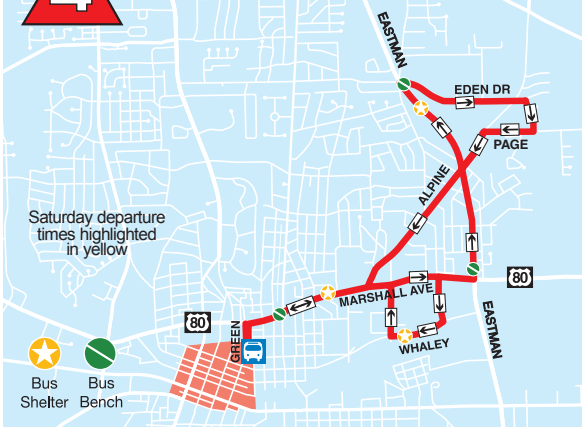 4
EASTMAN
EDEN DR
PAGE
ALPINE
Saturday departure
times highlighted
in yellow
80
MARSHALL AVE
80
EASTMAN
GREEN
WHALEY
Bus
Shelter
Bus
Bench